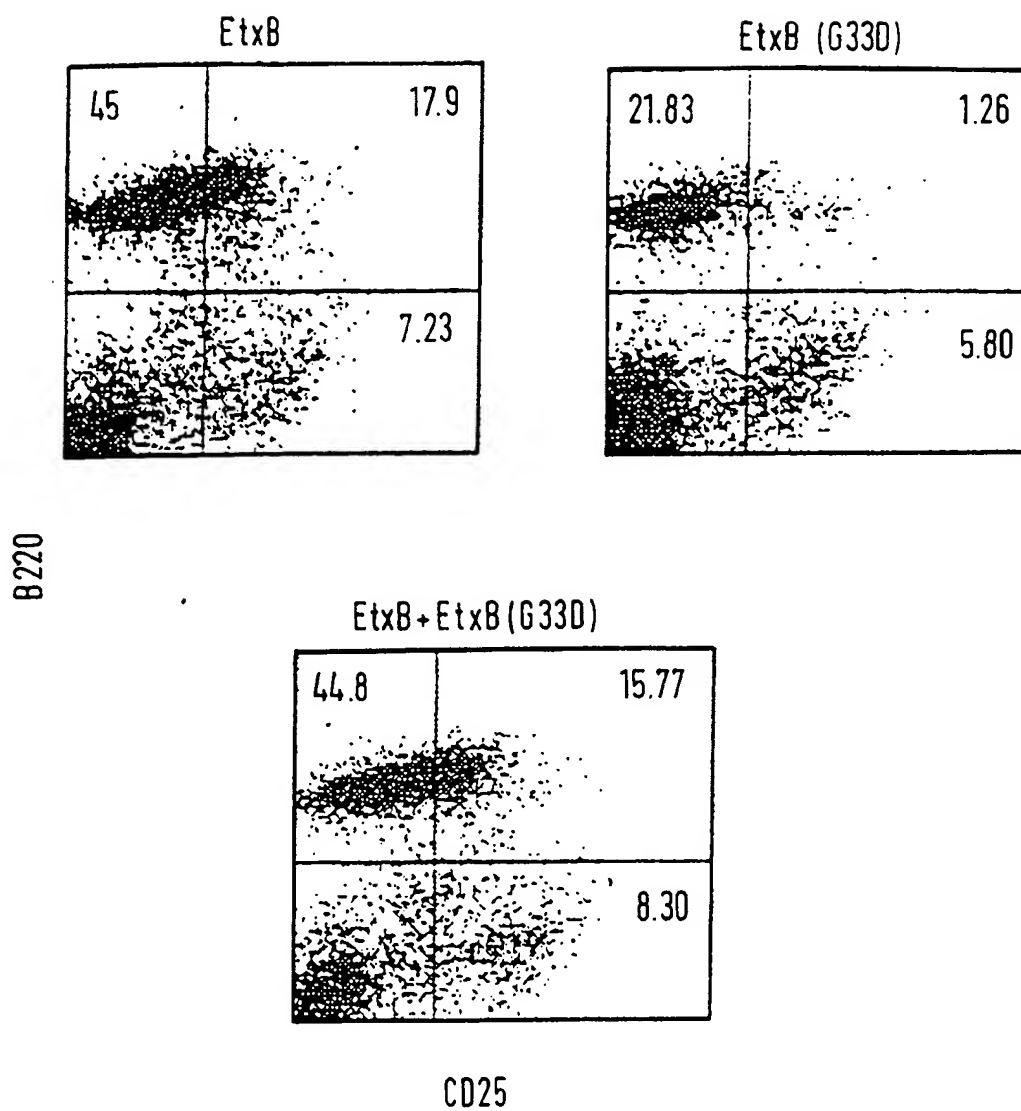 EtxB
EtxB (G33D)
45
17.9
21.83
1.26
7.23
5.80
B220
EtxB+EtxB(G33D)
44.8
15.77
8.30
CD25